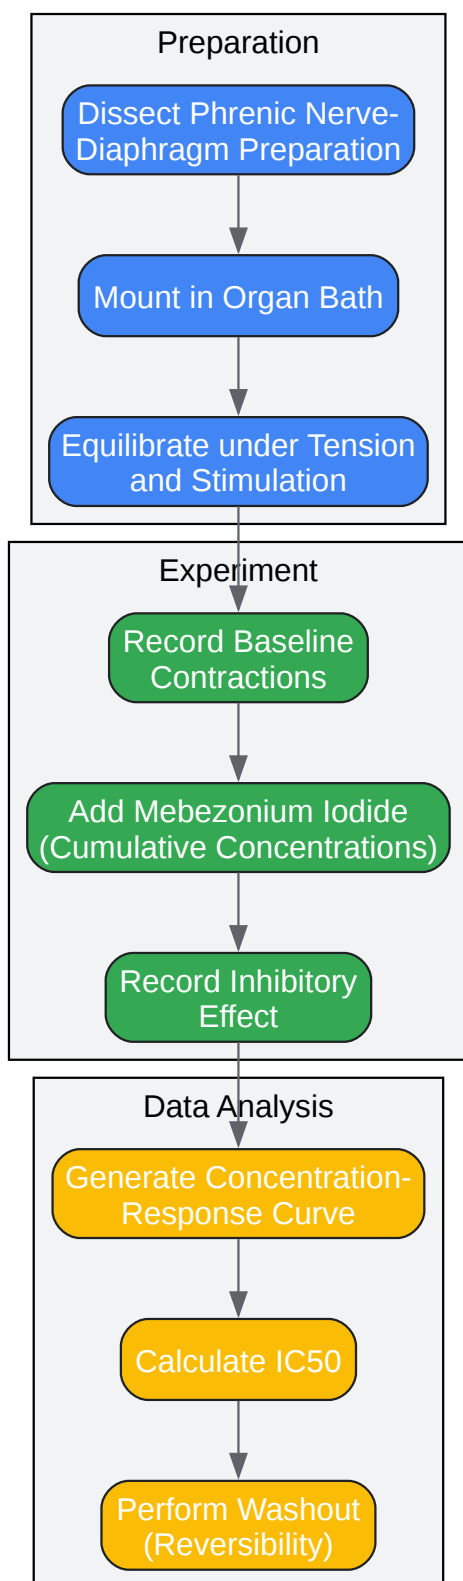 Preparation
Dissect Phrenic Nerve-
Diaphragm Preparation
Mount in Organ Bath
Equilibrate under Tension
and Stimulation
Experiment
Record Baseline
Contractions
Add Mebezonium Iodide
(Cumulative Concentrations)
Record Inhibitory
Effect
Data Analysis
Generate Concentration-
Response Curve
Calculate IC50
Perform Washout
(Reversibility)